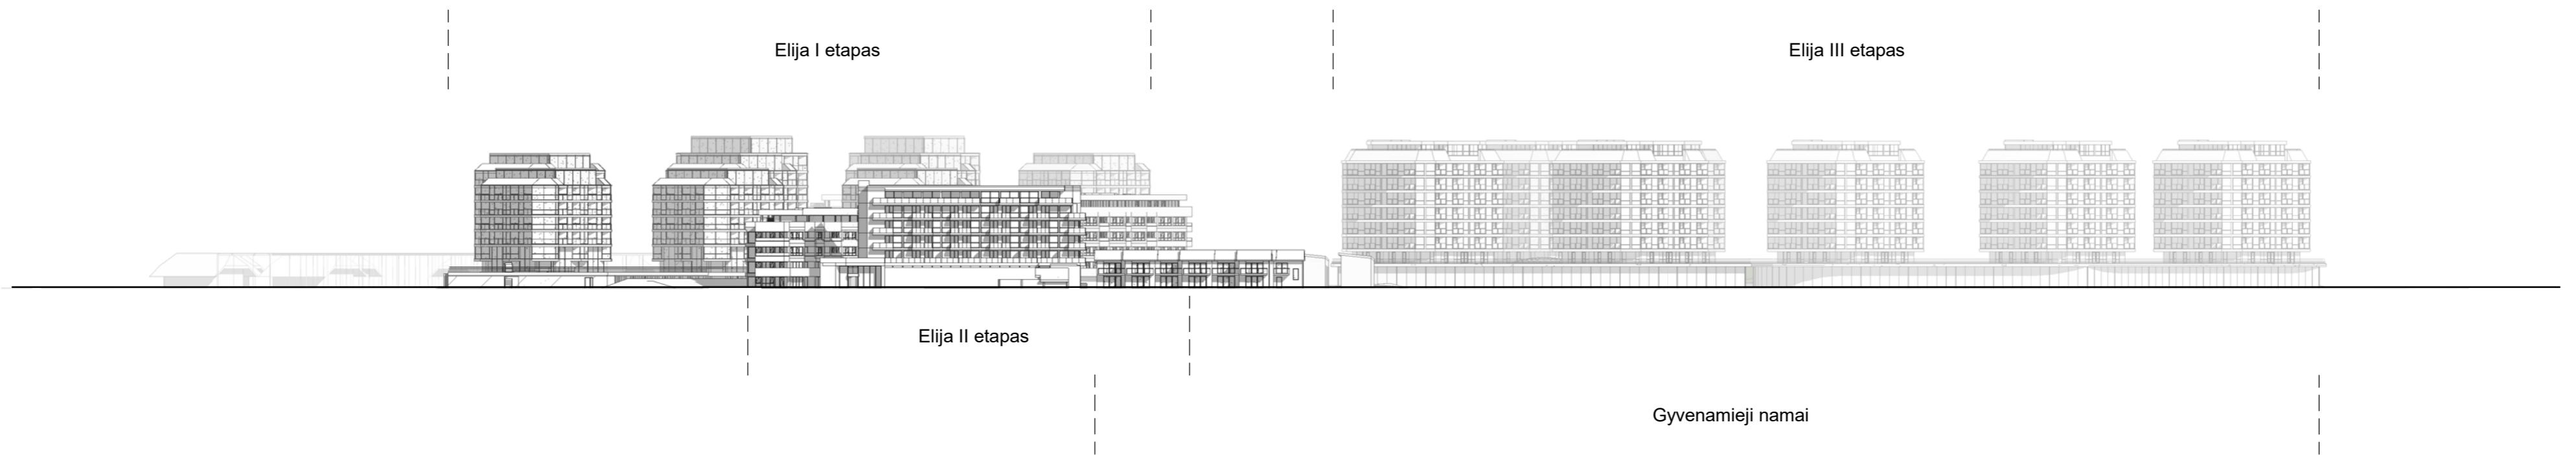 Elija I etapas
Elija III etapas
Elija II etapas
Gyvenamieji namai